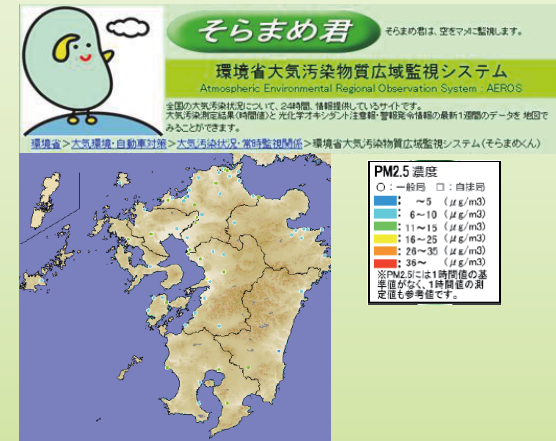 そらまめ君
そらまめ君は、空をマメに監視します。
環境省大気汚染物質広域監視システム
Atmospheric Environmental Regional Observation System : AEROS
全国の大気汚染状況について、24時間、情報提供しているサイトです。
大気汚染測定結果(時間値)と 光化学オキシダント注意報・警報発令情報の最新1週間のデータを 地図で
みることができます。
環境省>大気環境・自動車対策>大気汚染状況・常時監視関係>環境省大気汚染物質広域監視システム(そらまめくん)
PM2.5 濃度
○:一般局 □:自排局
: ~5 (μg/m3)
: 6~10 (μg/m3)
: 11~15 (μg/m3)
: 16~25 (μg/m3)
: 26~35 (μg/m3)
: 36~ (μg/m3)
※PM2.5には1時間値の基
準値がなく、1時間値の測
定値も参考値です。